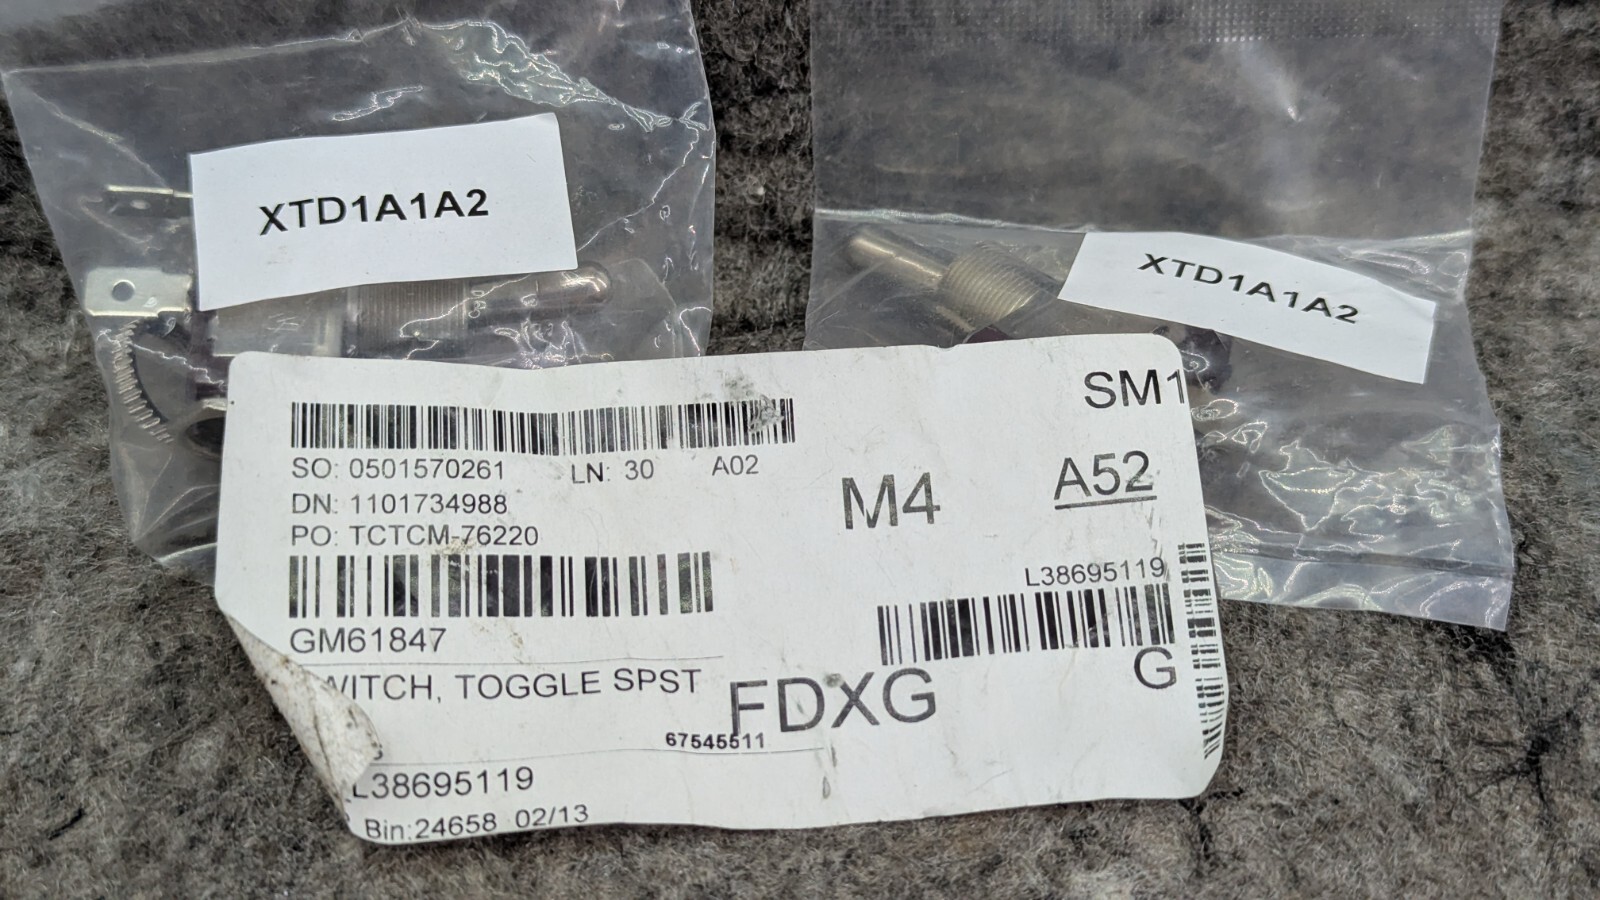 XTD1A1A2
XTD1A1A2
SM1
SO: 0501570261 LN: 30 A02
DN: 1101734988
PO: TCTCM-76220
M4
A52
L38695119
GM61847
G
WITCH, TOGGLE SPST
FDXG
67545511
L38695119
Bin:24658 02/13